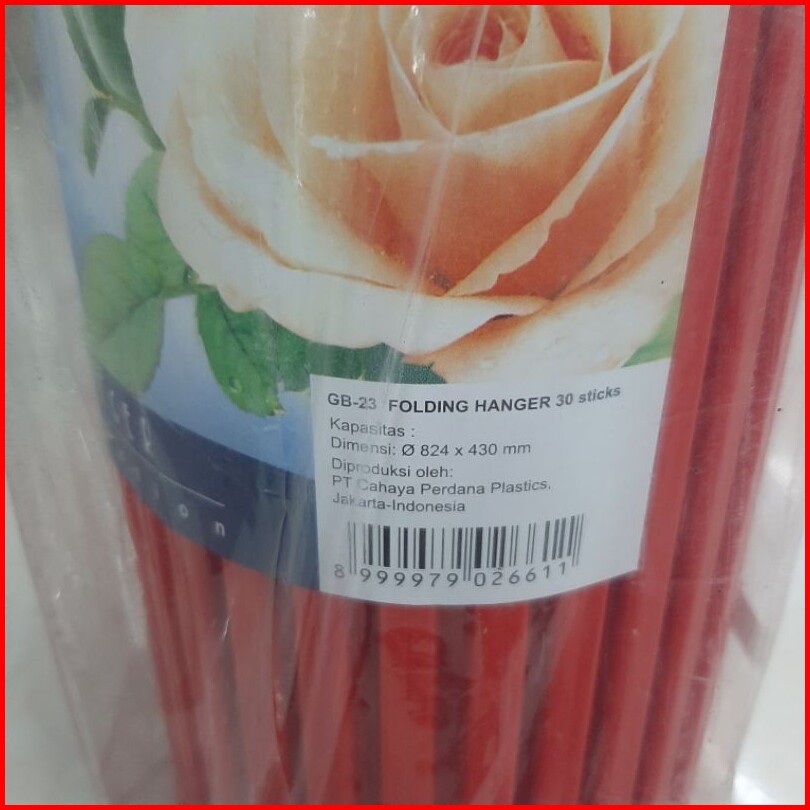 GB-23 FOLDING HANGER 30 sticks
Kapasitas :
Dimensi: Ø 824 x 430 mm
Diproduksi oleh:
PT Cahaya Perdana Plastics,
Jakarta-Indonesia
8 999979 026611